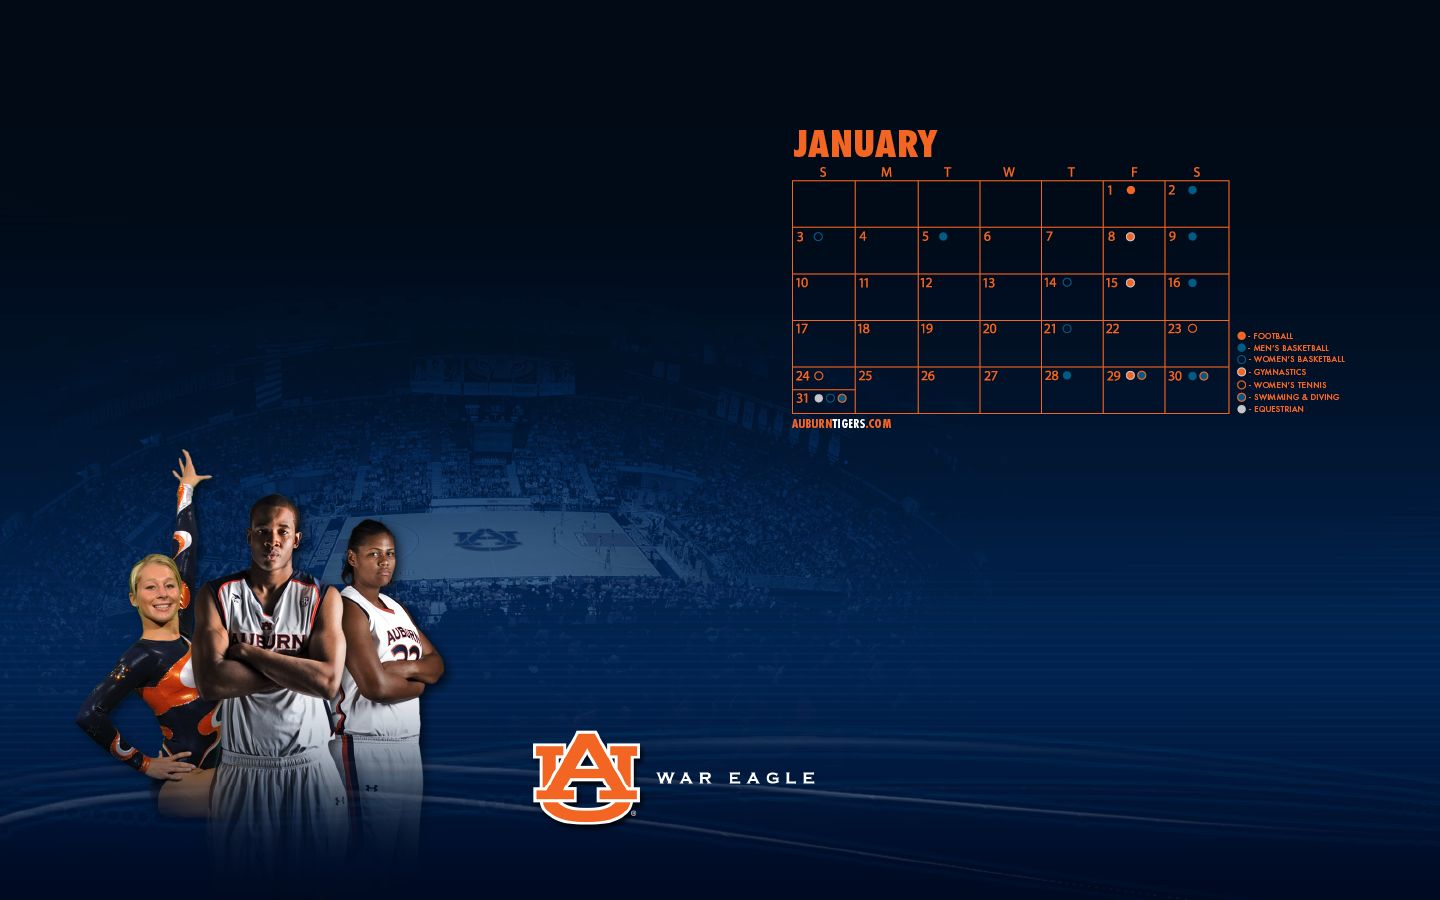 JANUARY
S M T W T F S
1 2
3 4 5 6 7 8 9
10 11 12 13 14 15 16
17 18 19 20 21 22 23
24 25 26 27 28 29 30
31
- FOOTBALL
- MEN'S BASKETBALL
- WOMEN'S BASKETBALL
- GYMNASTICS
- WOMEN'S TENNIS
- SWIMMING & DIVING
- EQUESTRIAN
AUBURNTIGERS.COM
AUBURN
AUBURN
AU
AU
WAR EAGLE